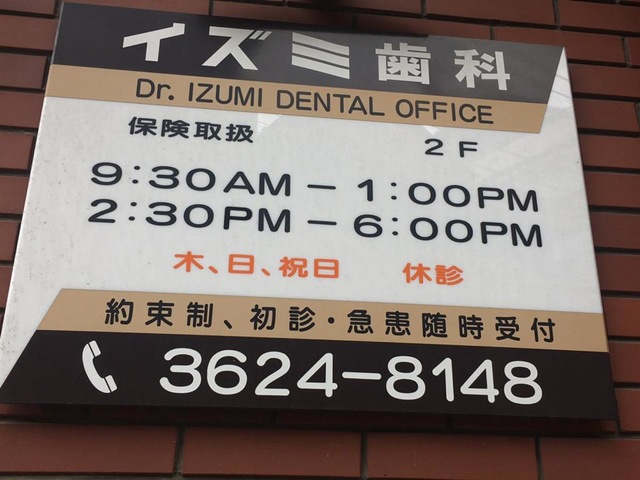 イズミ歯科
Dr. IZUMI DENTAL OFFICE
保険取扱 2F
9:30AM－1:00PM
2:30PM－6:00PM
木、日、祝日 休診
約束制、初診・急患随時受付
3624-8148